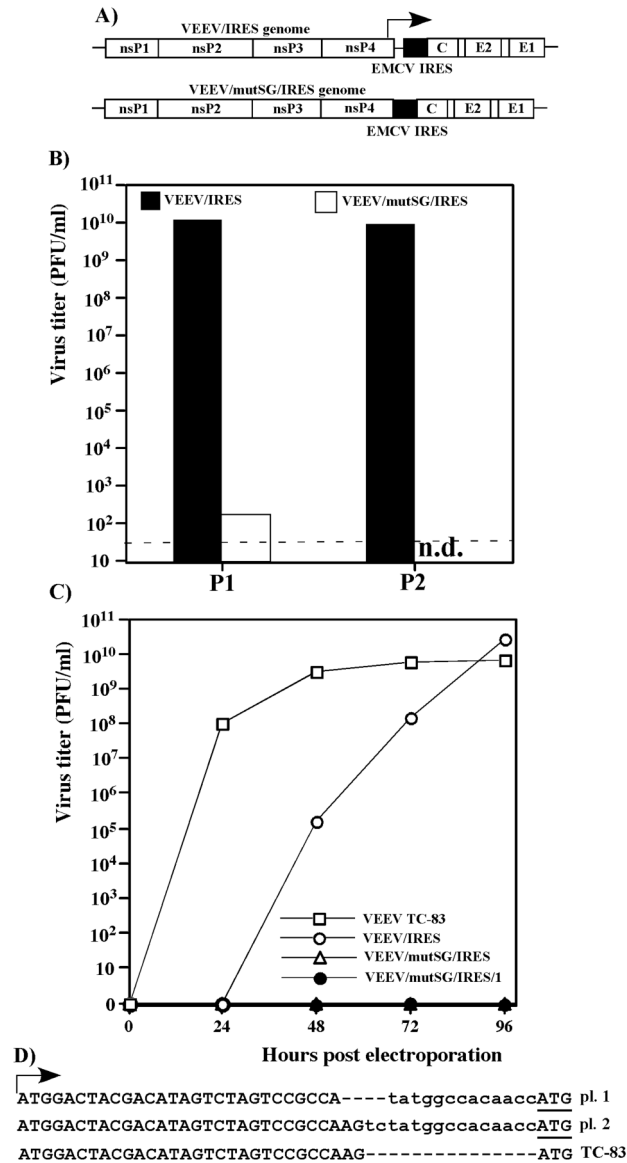 A)
VEEV/IRES genome
nsP1 nsP2 nsP3 nsP4 C E2 E1
EMCV IRES
VEEV/mutSG/IRES genome
nsP1 nsP2 nsP3 nsP4 C E2 E1
EMCV IRES
B)
Virus titer (PFU/ml)
10^11
10^10
10^9
10^8
10^7
10^6
10^5
10^4
10^3
10^2
10
VEEV/IRES
VEEV/mutSG/IRES
n.d.
P1 P2
C)
Virus titer (PFU/ml)
10^11
10^10
10^9
10^8
10^7
10^6
10^5
10^4
10^3
10^2
10
0
VEEV TC-83
VEEV/IRES
VEEV/mutSG/IRES
VEEV/mutSG/IRES/1
0 24 48 72 96
Hours post electroporation
D)
ATGGACTACGACATAGTCTAGTCCGCCA----tatggccacaaccATG pl. 1
ATGGACTACGACATAGTCTAGTCCGCCAAGtctatggccacaaccATG pl. 2
ATGGACTACGACATAGTCTAGTCCGCCAAG---------------ATG TC-83